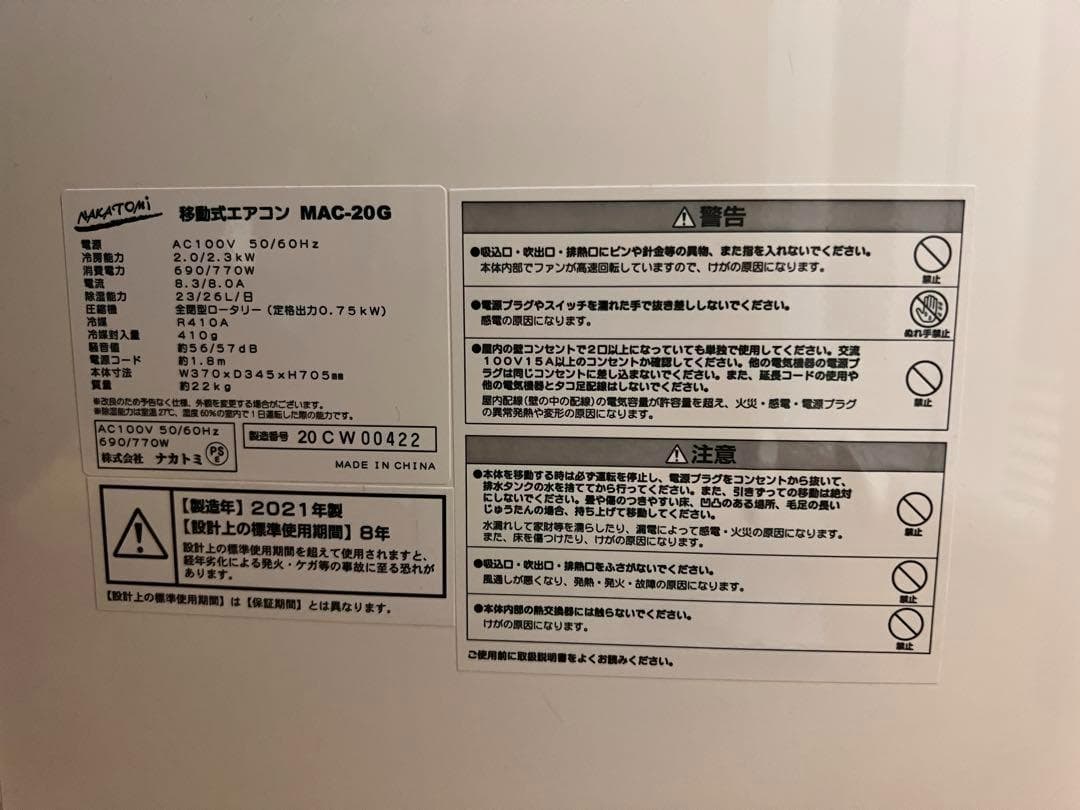 NAKATOMI 移動式エアコン MAC-20G
電源 AC100V 50/60Hz
冷房能力 2.0/2.3kW
消費電力 690/770W
電流 8.3/8.0A
除湿能力 23/26L/日
圧縮機 全閉型ロータリー（定格出力0.75kW）
冷媒 R410A
冷媒封入量 410g
騒音値 約56/57dB
電源コード 約1.8m
本体寸法 W370xD345xH705mm
質量 約22kg
※改良のため予告なく仕様、外観を変更する場合がございます。
※除湿能力は室温27℃、湿度60%の室内で1日運転した際の能力です。
AC100V 50/60Hz
690/770W
株式会社 ナカトミ PSE
製造番号 20CW00422
MADE IN CHINA
【製造年】2021年製
【設計上の標準使用期間】8年
設計上の標準使用期間を超えて使用されますと、
経年劣化による発火・ケガ等の事故に至る恐れが
あります。
【設計上の標準使用期間】は【保証期間】とは異なります。
警告
●吸込口・吹出口・排熱口にピンや針金等の異物、また指を入れないでください。
本体内部でファンが高速回転していますので、けがの原因になります。
禁止
●電源プラグやスイッチを濡れた手で抜き差ししないでください。
感電の原因になります。
ぬれ手禁止
●屋内の壁コンセントで2口以上になっていても単独で使用してください。交流
100V15A以上のコンセントか確認してください。他の電気機器の電源プ
ラグは同じコンセントに差し込まないでください。また、延長コードの使用や
他の電気機器とタコ足配線はしないでください。
屋内配線（壁の中の配線）の電気容量が許容量を超え、火災・感電・電源プラグ
の異常発熱や変形の原因になります。
禁止
注意
●本体を移動する時は必ず運転を停止し、電源プラグをコンセントから抜いて、
排水タンクの水を捨ててから行ってください。また、引きずっての移動は絶対
にしないでください。畳や傷のつきやすい床、凹凸のある場所、毛足の長い
じゅうたんの場合、持ち上げて移動してください。
水漏れして家財等を濡らしたり、漏電によって感電・火災の原因になります。
また、床を傷つけたり、けがの原因になります。
禁止
●吸込口・吹出口・排熱口をふさがないでください。
風通しが悪くなり、発熱・発火・故障の原因になります。
禁止
●本体内部の熱交換器には触らないでください。
けがの原因になります。
禁止
ご使用前に取扱説明書をよくお読みください。